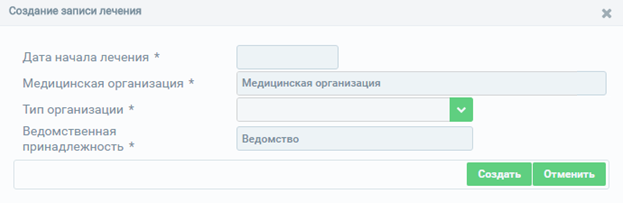 Создание записи лечения
Дата начала лечения *
Медицинская организация * Медицинская организация
Тип организации *
Ведомственная
принадлежность * Ведомство
Создать Отменить